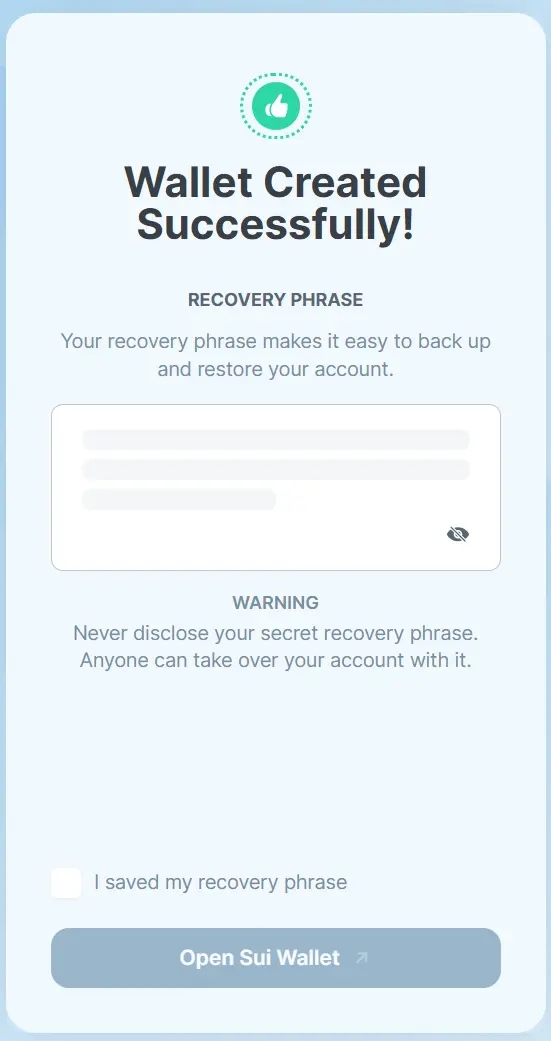 Wallet Created
Successfully!
RECOVERY PHRASE
Your recovery phrase makes it easy to back up
and restore your account.
WARNING
Never disclose your secret recovery phrase.
Anyone can take over your account with it.
I saved my recovery phrase
Open Sui Wallet